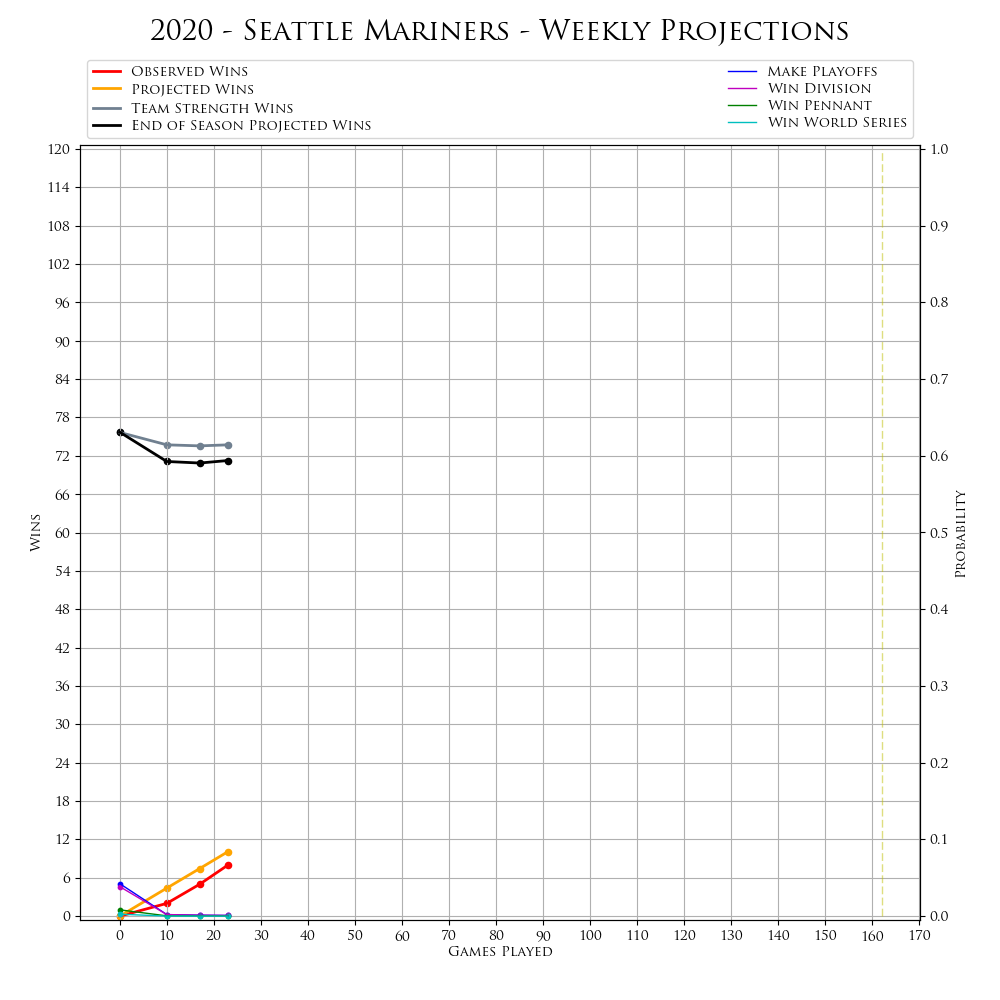 2020 - Seattle Mariners - Weekly Projections
Observed Wins
Projected Wins
Team Strength Wins
End of Season Projected Wins
Make Playoffs
Win Division
Win Pennant
Win World Series
120
114
108
102
96
90
84
78
72
66
60
54
48
42
36
30
24
18
12
6
0
Wins
1.0
0.9
0.8
0.7
0.6
0.5
0.4
0.3
0.2
0.1
0.0
Probability
0 10 20 30 40 50 60 70 80 90 100 110 120 130 140 150 160 170
Games Played